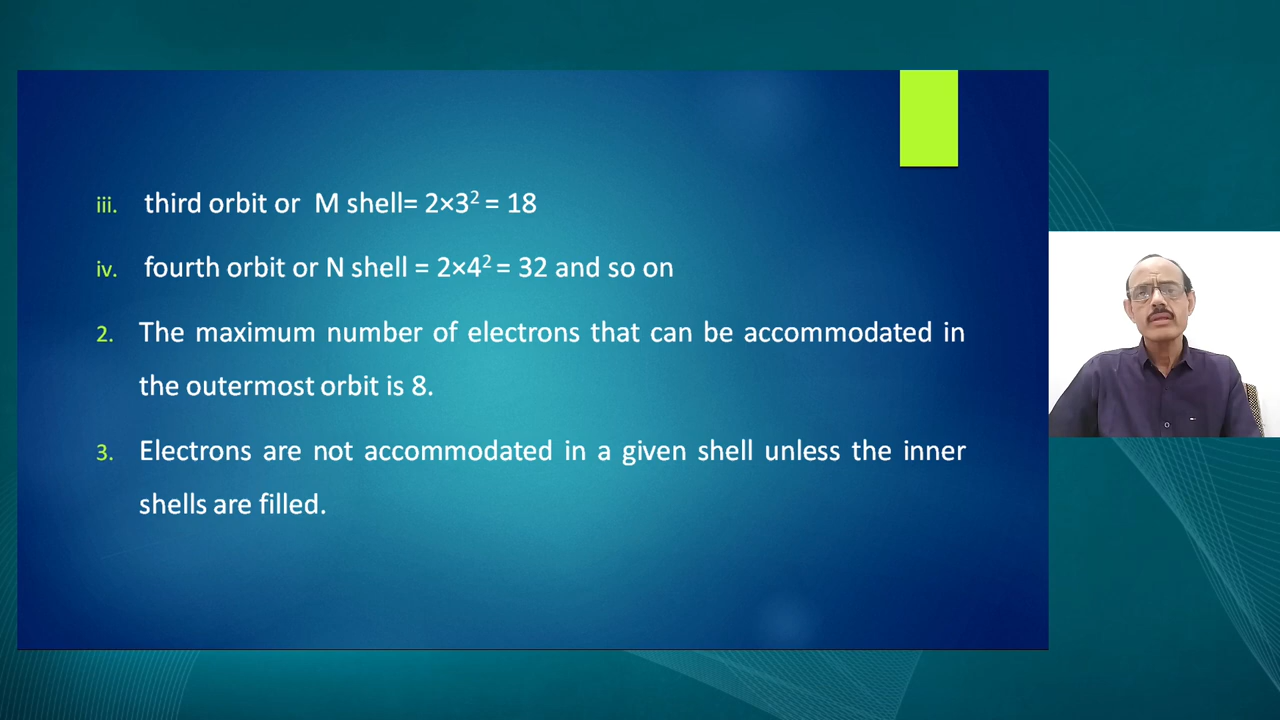 iii. third orbit or M shell= 2×3² = 18
iv. fourth orbit or N shell = 2×4² = 32 and so on
2. The maximum number of electrons that can be accommodated in
the outermost orbit is 8.
3. Electrons are not accommodated in a given shell unless the inner
shells are filled.